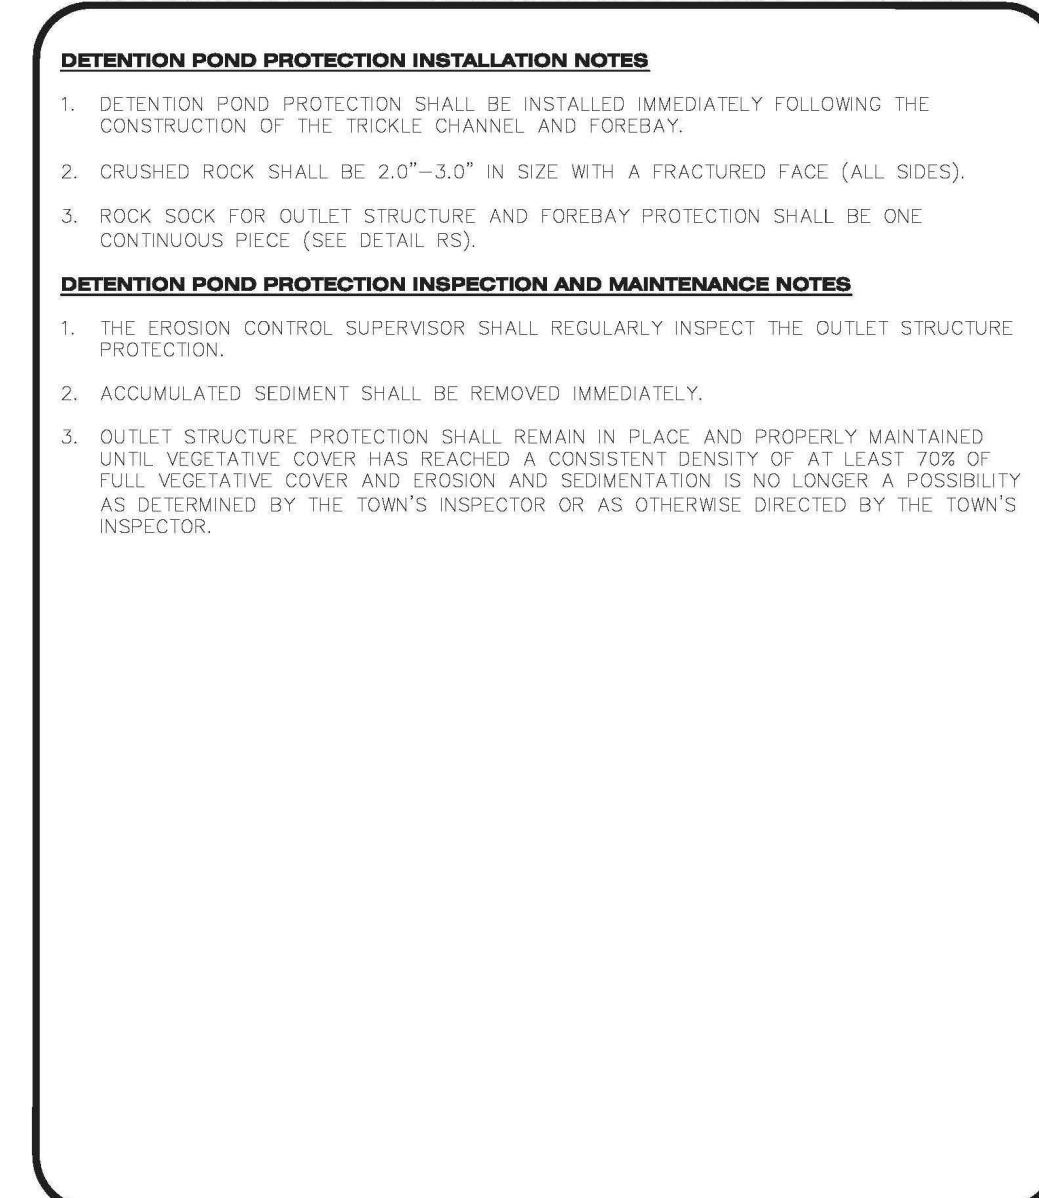 DETENTION POND PROTECTION INSTALLATION NOTES
1. DETENTION POND PROTECTION SHALL BE INSTALLED IMMEDIATELY FOLLOWING THE
CONSTRUCTION OF THE TRICKLE CHANNEL AND FOREBAY.
2. CRUSHED ROCK SHALL BE 2.0"–3.0" IN SIZE WITH A FRACTURED FACE (ALL SIDES).
3. ROCK SOCK FOR OUTLET STRUCTURE AND FOREBAY PROTECTION SHALL BE ONE
CONTINUOUS PIECE (SEE DETAIL RS).
DETENTION POND PROTECTION INSPECTION AND MAINTENANCE NOTES
1. THE EROSION CONTROL SUPERVISOR SHALL REGULARLY INSPECT THE OUTLET STRUCTURE
PROTECTION.
2. ACCUMULATED SEDIMENT SHALL BE REMOVED IMMEDIATELY.
3. OUTLET STRUCTURE PROTECTION SHALL REMAIN IN PLACE AND PROPERLY MAINTAINED
UNTIL VEGETATIVE COVER HAS REACHED A CONSISTENT DENSITY OF AT LEAST 70% OF
FULL VEGETATIVE COVER AND EROSION AND SEDIMENTATION IS NO LONGER A POSSIBILITY
AS DETERMINED BY THE TOWN'S INSPECTOR OR AS OTHERWISE DIRECTED BY THE TOWN'S
INSPECTOR.